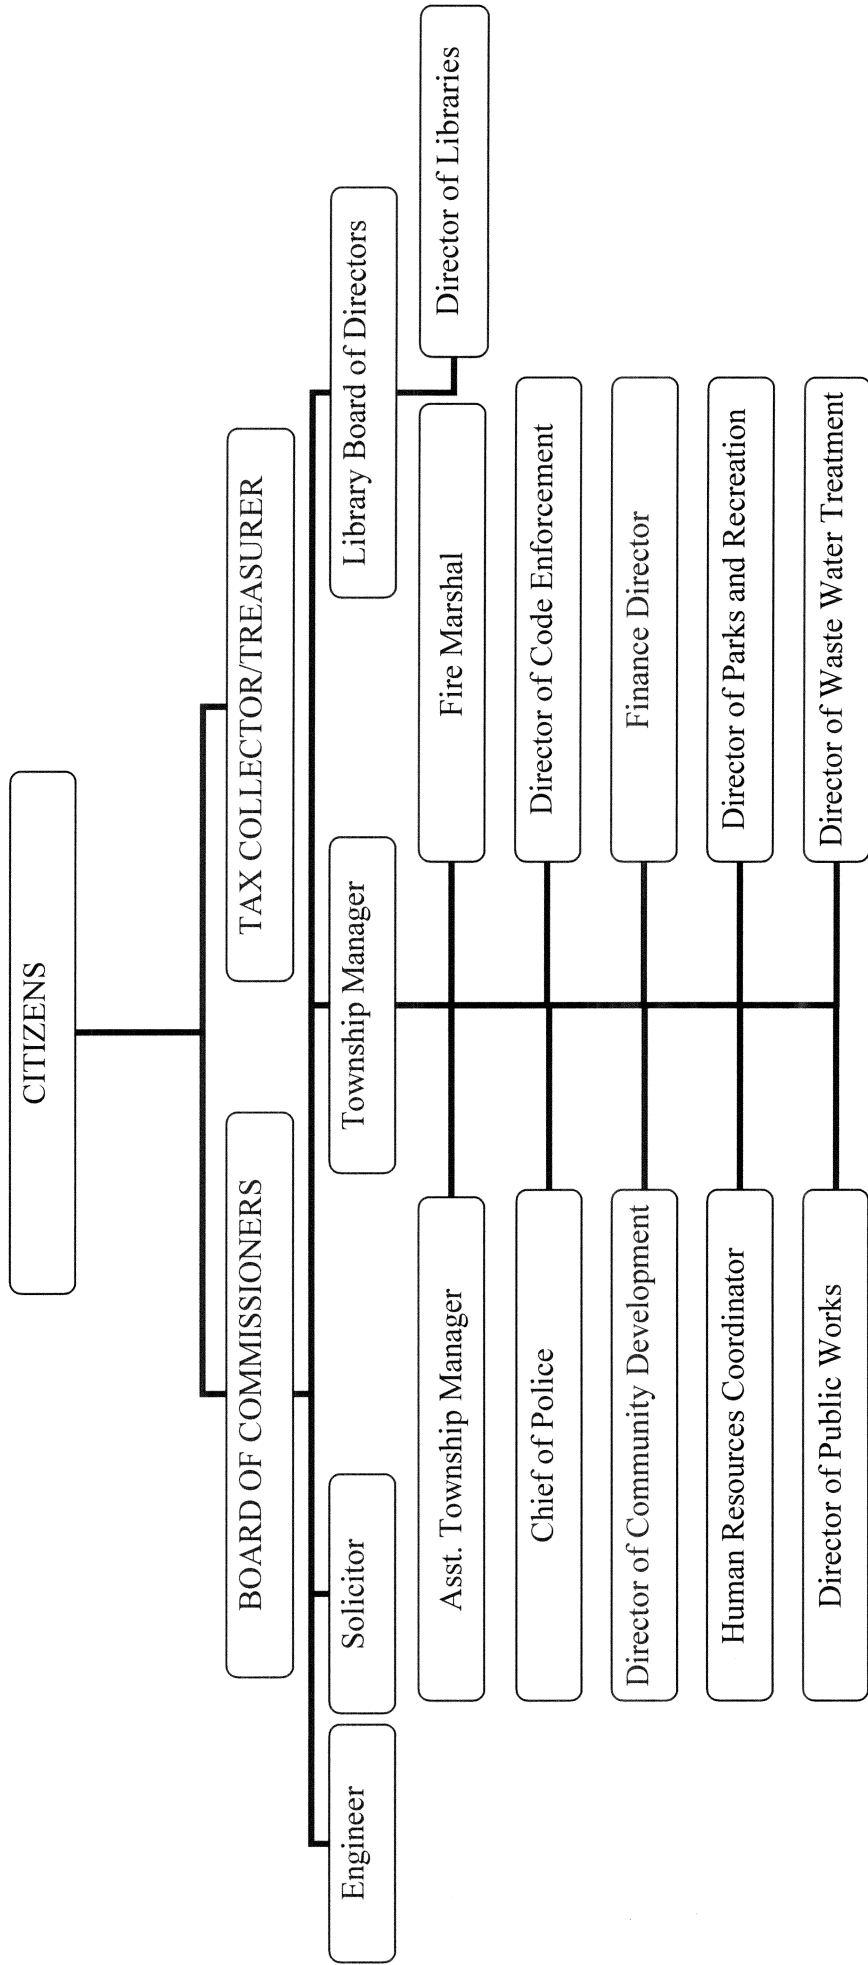 CITIZENS
BOARD OF COMMISSIONERS
TAX COLLECTOR/TREASURER
Engineer
Solicitor
Township Manager
Library Board of Directors
Director of Libraries
Asst. Township Manager
Fire Marshal
Chief of Police
Director of Code Enforcement
Director of Community Development
Finance Director
Human Resources Coordinator
Director of Parks and Recreation
Director of Public Works
Director of Waste Water Treatment